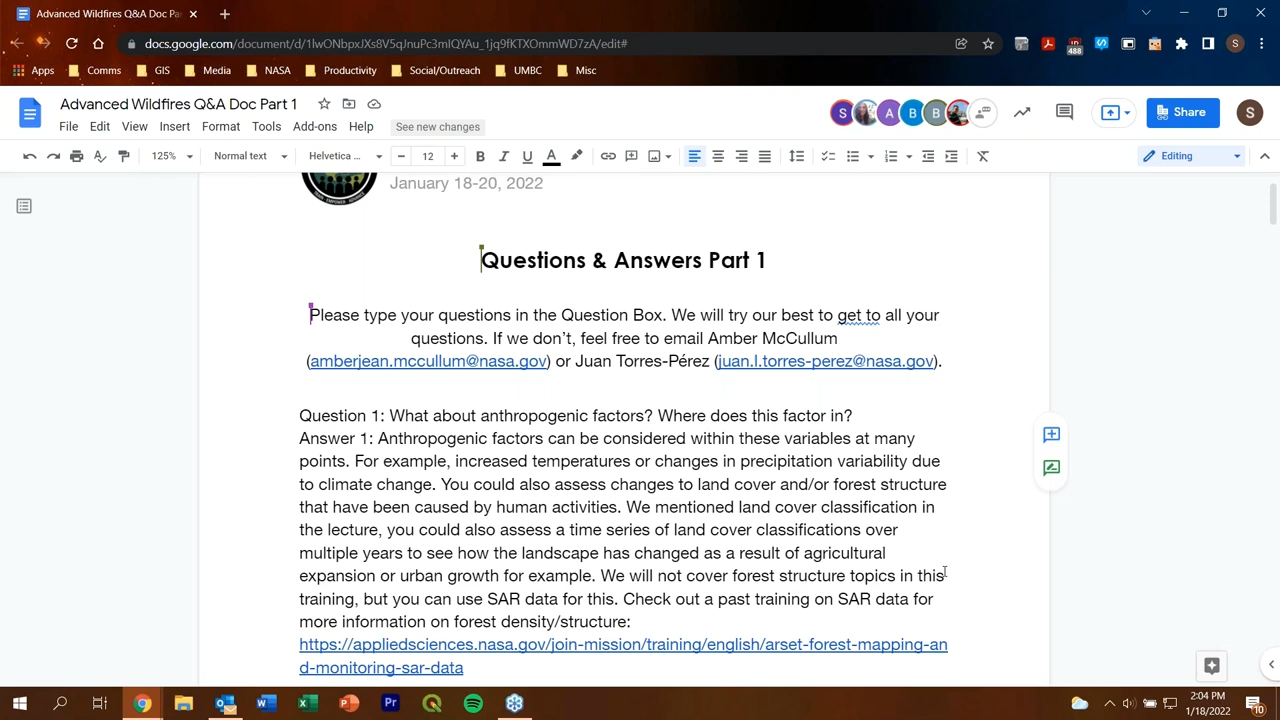 Advanced Wildfires Q&A Doc Pa
docs.google.com/document/d/1lwONbpxJXs8V5qJnuPc3mIQYAu_1jq9fKTXOmmWD7zA/edit#
488
S
Apps Comms GIS Media NASA Productivity Social/Outreach UMBC Misc
Advanced Wildfires Q&A Doc Part 1
File Edit View Insert Format Tools Add-ons Help See new changes
S A B B Share S
125% Normal text Helvetica ... 12 B I U A Editing
January 18-20, 2022
Questions & Answers Part 1
Please type your questions in the Question Box. We will try our best to get to all your
questions. If we don’t, feel free to email Amber McCullum
(amberjean.mccullum@nasa.gov) or Juan Torres-Pérez (juan.l.torres-perez@nasa.gov).
Question 1: What about anthropogenic factors? Where does this factor in?
Answer 1: Anthropogenic factors can be considered within these variables at many
points. For example, increased temperatures or changes in precipitation variability due
to climate change. You could also assess changes to land cover and/or forest structure
that have been caused by human activities. We mentioned land cover classification in
the lecture, you could also assess a time series of land cover classifications over
multiple years to see how the landscape has changed as a result of agricultural
expansion or urban growth for example. We will not cover forest structure topics in this
training, but you can use SAR data for this. Check out a past training on SAR data for
more information on forest density/structure:
https://appliedsciences.nasa.gov/join-mission/training/english/arset-forest-mapping-an
d-monitoring-sar-data
2:04 PM
1/18/2022
10